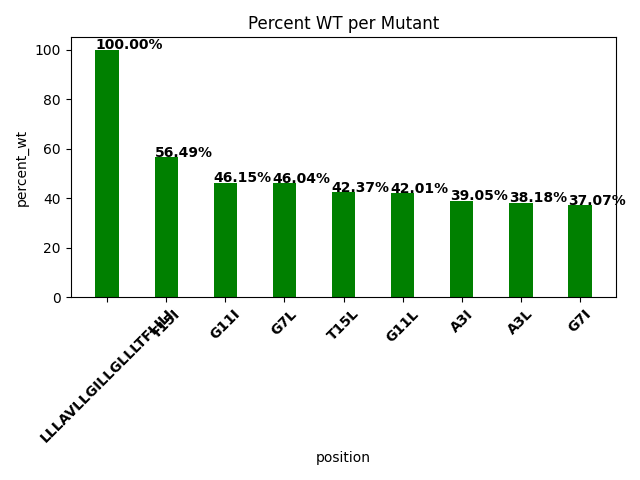 Percent WT per Mutant
percent_wt
100
80
60
40
20
0
100.00%
56.49%
46.15%
46.04%
42.37%
42.01%
39.05%
38.18%
37.07%
T15I
G11I
G7L
T15L
G11L
A3I
A3L
G7I
position